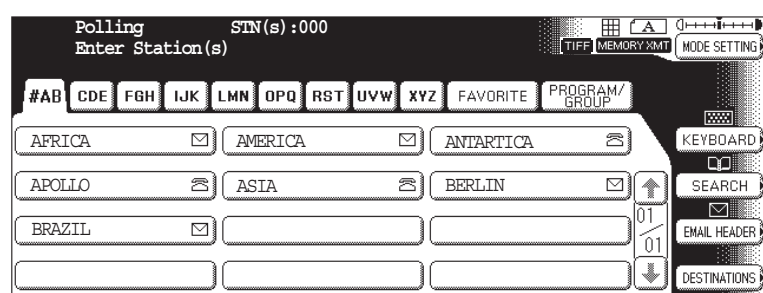 Polling STN(s):000
Enter Station(s)
A
TIFF MEMORY XMT MODE SETTING
#AB CDE FGH IJK LMN OPQ RST UVW XYZ FAVORITE PROGRAM/
GROUP
AFRICA AMERICA ANTARTICA KEYBOARD
APOLLO ASIA BERLIN SEARCH
BRAZIL 01 EMAIL HEADER
01
DESTINATIONS